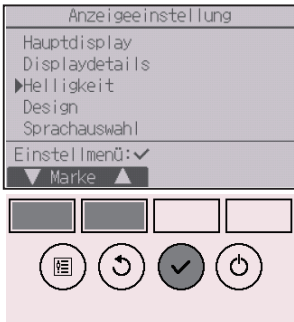 Anzeigeeinstellung
Hauptdisplay
Displaydetails
▶Helligkeit
Design
Sprachauswahl
Einstellmenü:✓
▼ Marke ▲